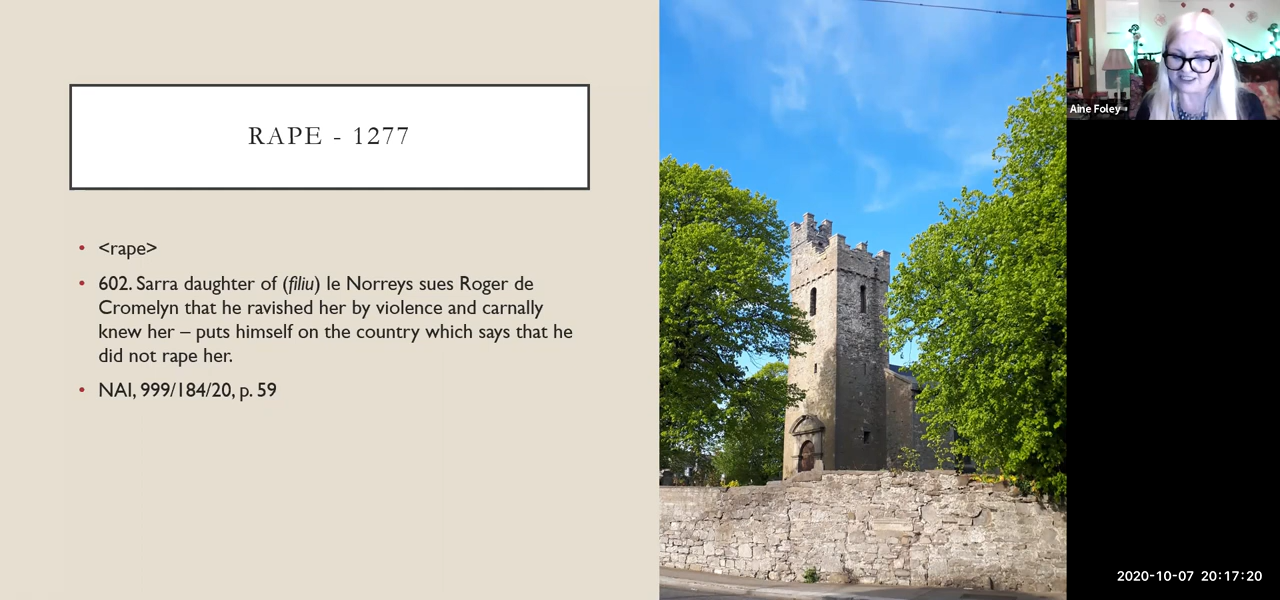 RAPE - 1277
<rape>
602. Sarra daughter of (filiu) le Norreys sues Roger de
Cromelyn that he ravished her by violence and carnally
knew her – puts himself on the country which says that he
did not rape her.
NAI, 999/184/20, p. 59
Aine Foley
2020-10-07 20:17:20